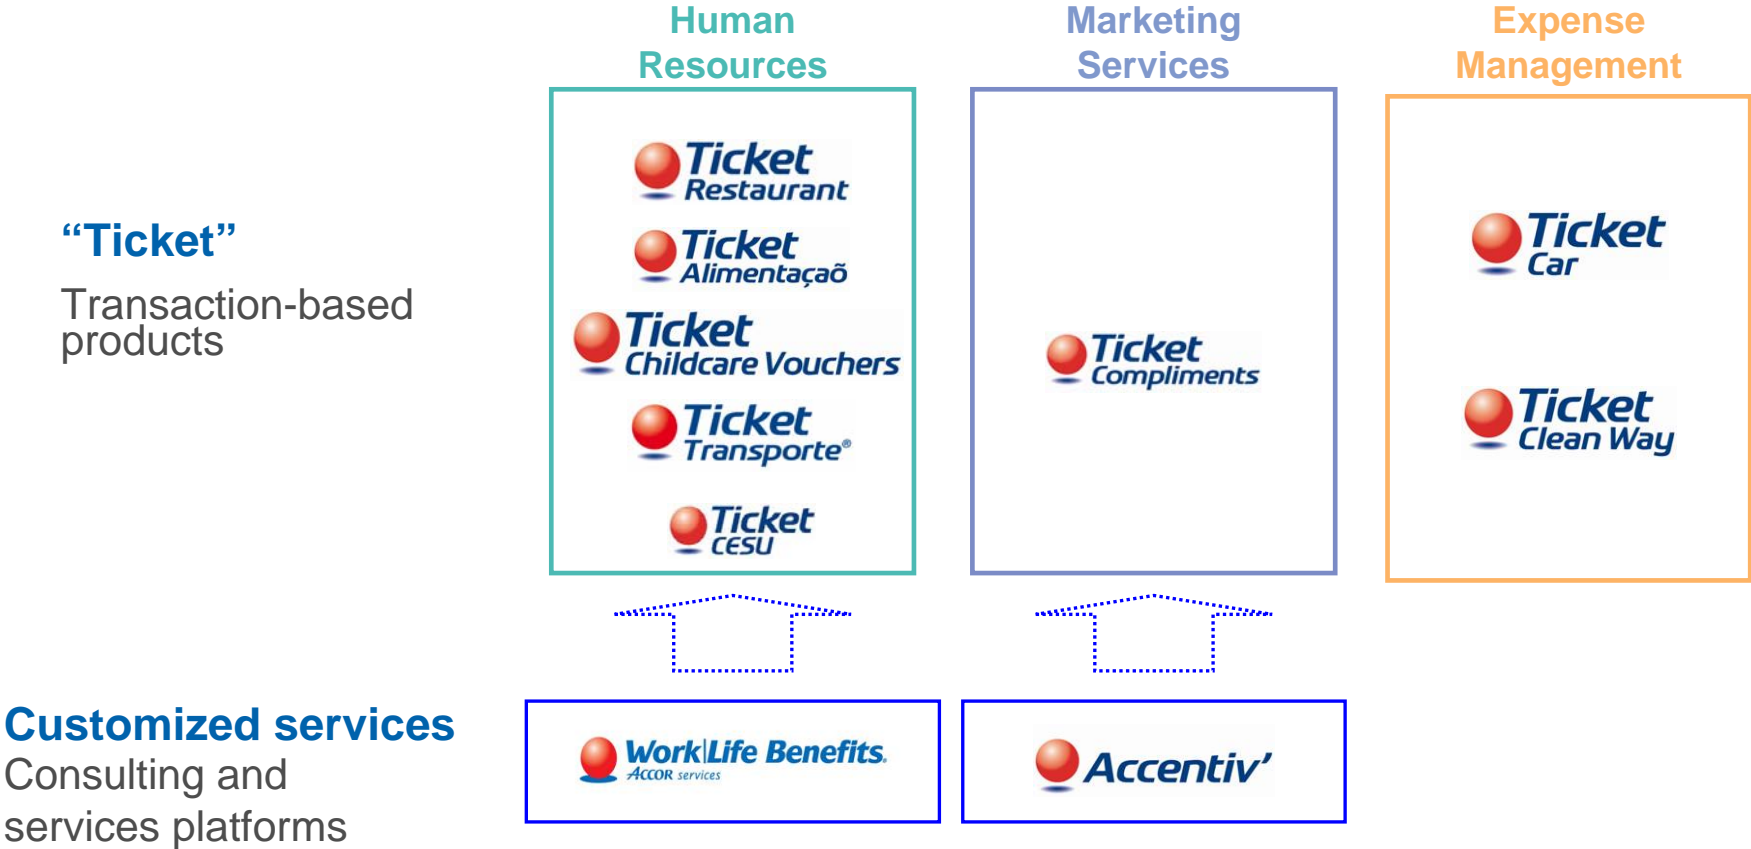 Human
Resources
Marketing
Services
Expense
Management
“Ticket”
Transaction-based
products
Ticket
Restaurant
Ticket
Alimentaçaõ
Ticket
Childcare Vouchers
Ticket
Transporte®
Ticket
CESU
Ticket
Compliments
Ticket
Car
Ticket
Clean Way
Customized services
Consulting and
services platforms
Work|Life Benefits.
ACCOR services
Accentiv’